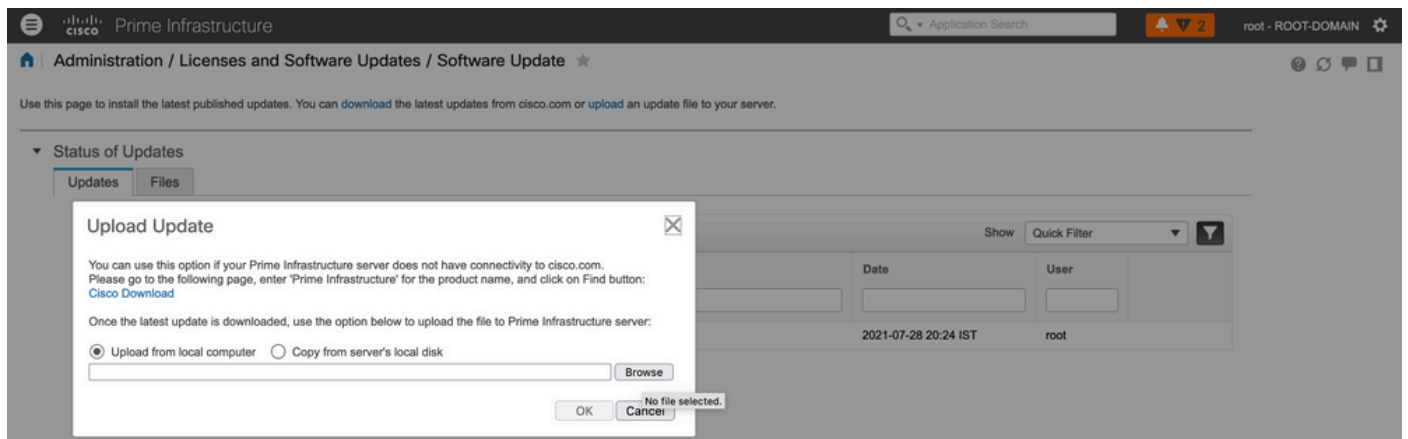 cisco Prime Infrastructure
Application Search
2
root - ROOT-DOMAIN
Administration / Licenses and Software Updates / Software Update
Use this page to install the latest published updates. You can download the latest updates from cisco.com or upload an update file to your server.
Status of Updates
Updates Files
Upload Update
You can use this option if your Prime Infrastructure server does not have connectivity to cisco.com.
Please go to the following page, enter 'Prime Infrastructure' for the product name, and click on Find button:
Cisco Download
Once the latest update is downloaded, use the option below to upload the file to Prime Infrastructure server:
Upload from local computer Copy from server's local disk
Browse
No file selected.
OK Cancel
Show Quick Filter
Date User
2021-07-28 20:24 IST root